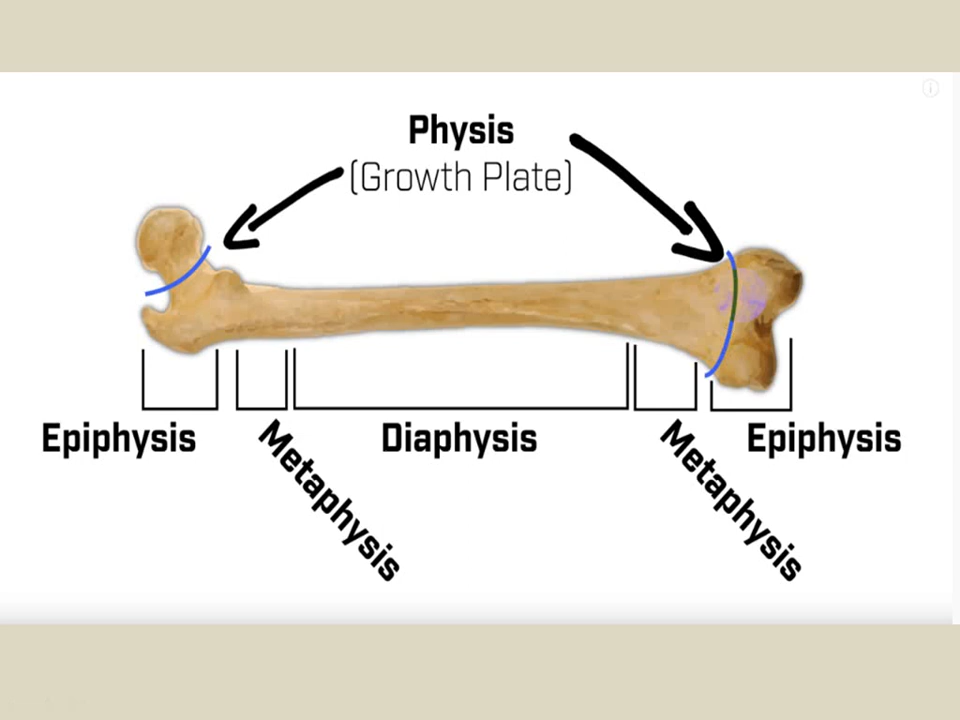 Physis
(Growth Plate)
Epiphysis
Metaphysis
Diaphysis
Metaphysis
Epiphysis